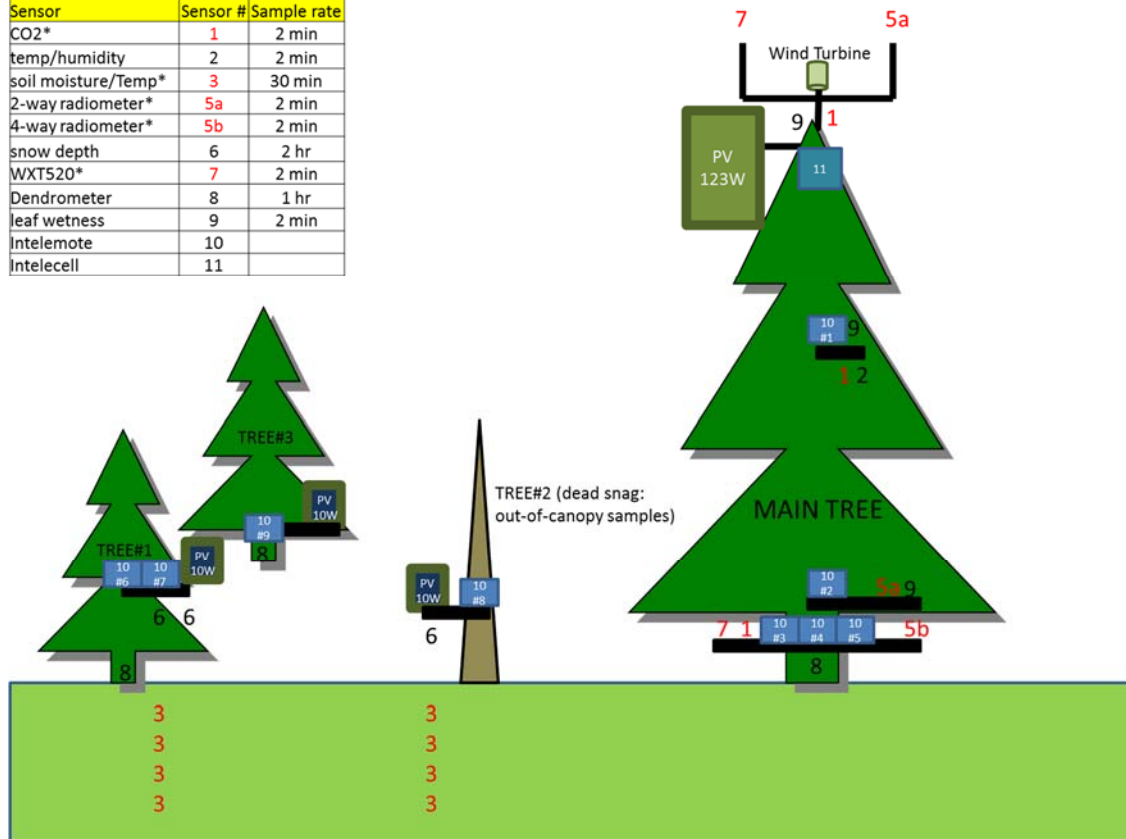 Sensor Sensor # Sample rate
CO2* 1 2 min
temp/humidity 2 2 min
soil moisture/Temp* 3 30 min
2-way radiometer* 5a 2 min
4-way radiometer* 5b 2 min
snow depth 6 2 hr
WXT520* 7 2 min
Dendrometer 8 1 hr
leaf wetness 9 2 min
Intelemote 10
Intelecell 11
7 5a
Wind Turbine
9 1
PV
123W
11
10
#1
9
1 2
TREE#3
PV
10W
10
#9
8
TREE#1
10
#6
10
#7
PV
10W
6 6
8
TREE#2 (dead snag:
out-of-canopy samples)
PV
10W
10
#8
6
MAIN TREE
10
#2
5a 9
7 1
10
#3
10
#4
10
#5
5b
8
3 3
3 3
3 3
3 3